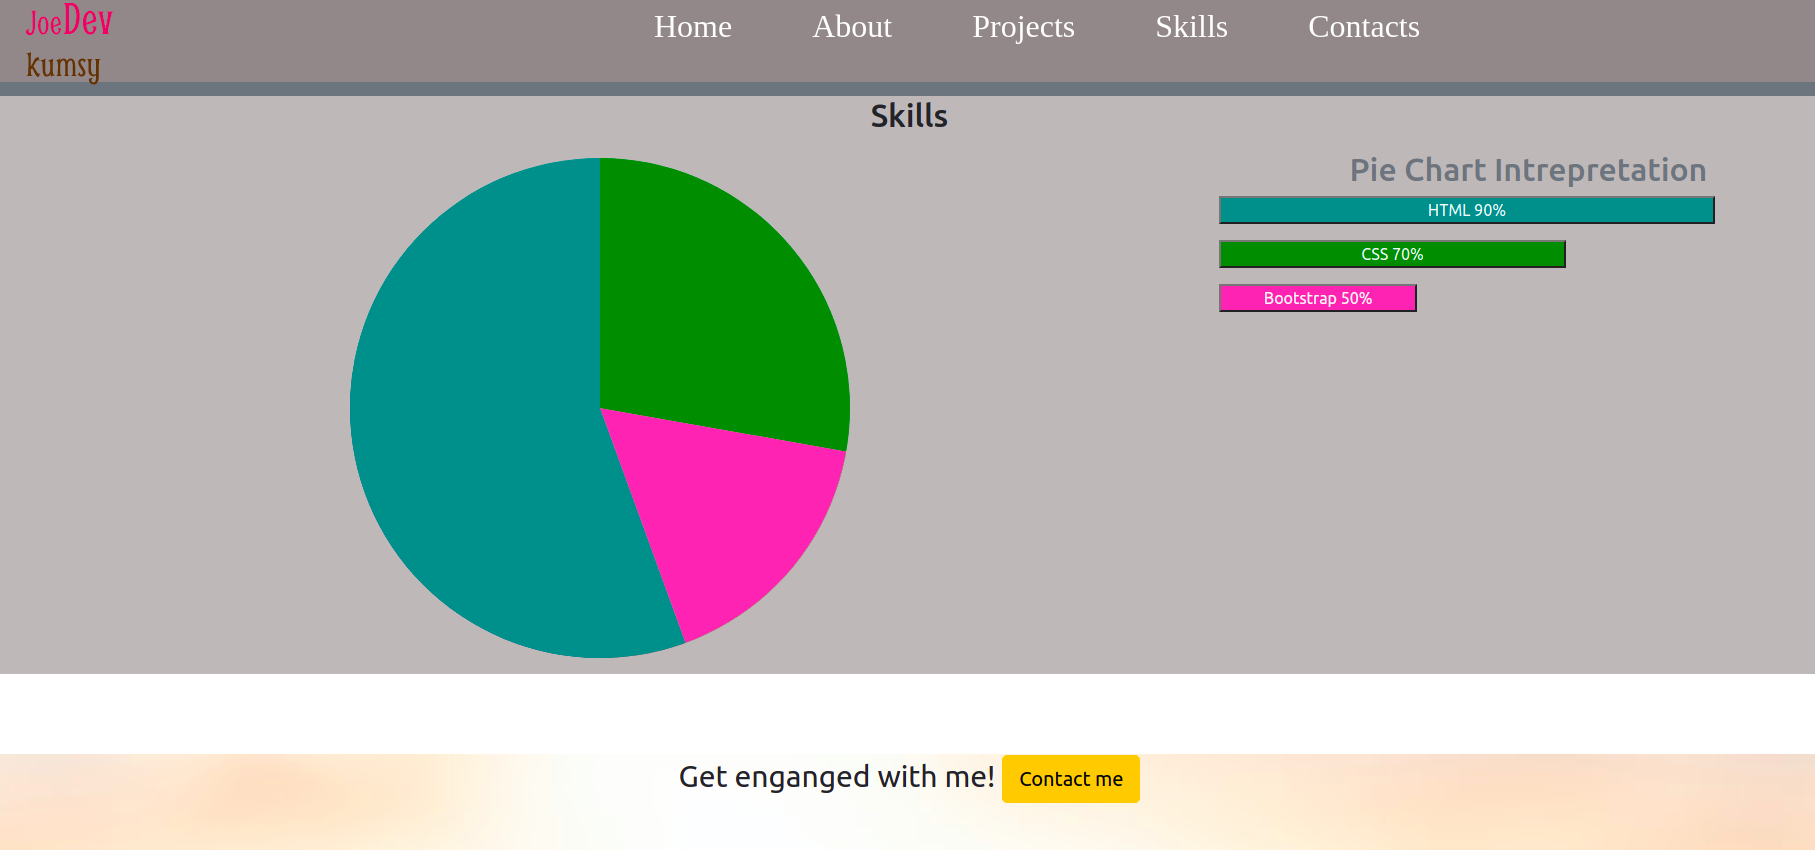 JoeDev
kumsy
Home About Projects Skills Contacts
Skills
Pie Chart Intrepretation
HTML 90%
CSS 70%
Bootstrap 50%
Get enganged with me! Contact me